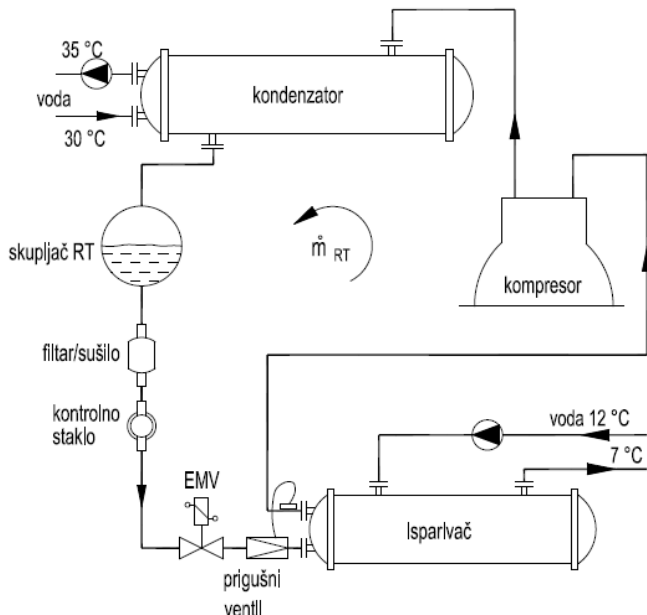 35 °C
voda
30 °C
kondenzator
skupljač RT
ṁ RT
kompresor
filtar/sušilo
kontrolno
staklo
voda 12 °C
7 °C
EMV
Isparivač
prigušni
ventil